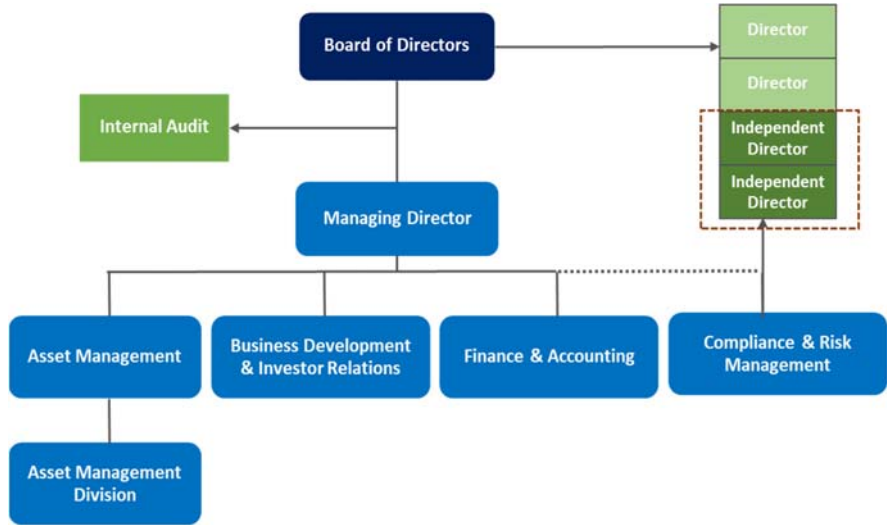 Board of Directors
Director
Director
Internal Audit
Independent
Director
Independent
Director
Managing Director
Asset Management
Business Development
& Investor Relations
Finance & Accounting
Compliance & Risk
Management
Asset Management
Division